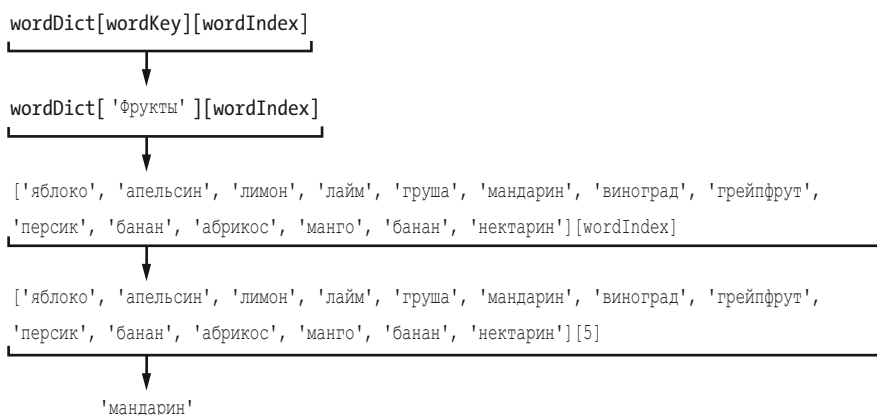 wordDict[wordKey][wordIndex]
wordDict[ 'Фрукты' ][wordIndex]
['яблоко', 'апельсин', 'лимон', 'лайм', 'груша', 'мандарин', 'виноград', 'грейпфрут',
'персик', 'банан', 'абрикос', 'манго', 'банан', 'нектарин'][wordIndex]
['яблоко', 'апельсин', 'лимон', 'лайм', 'груша', 'мандарин', 'виноград', 'грейпфрут',
'персик', 'банан', 'абрикос', 'манго', 'банан', 'нектарин'][5]
'мандарин'